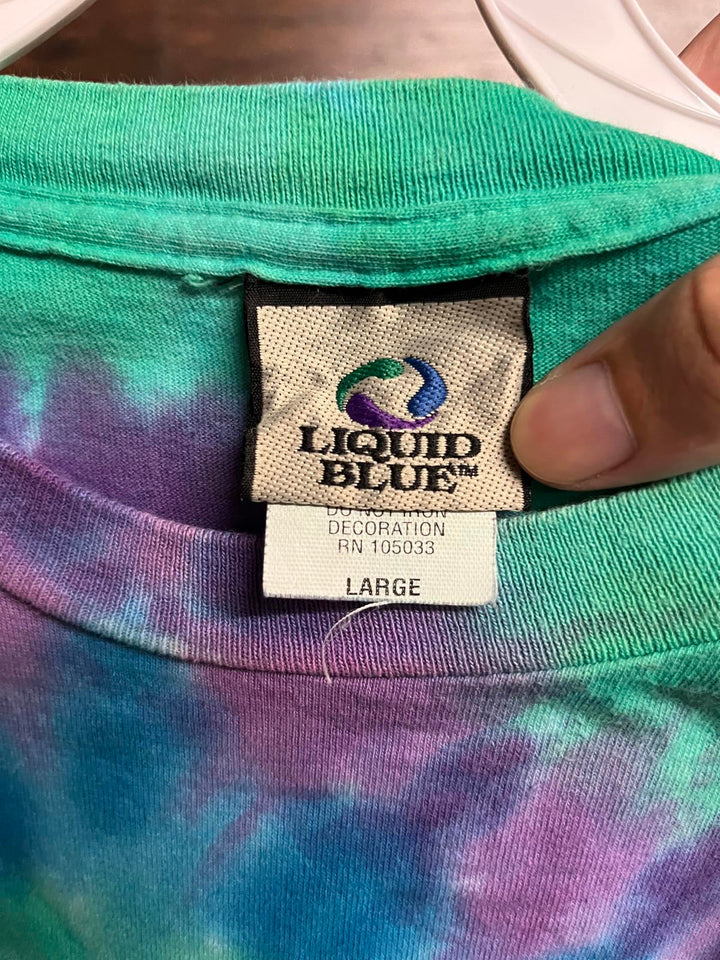 LIQUID
BLUE™
DO NOT IRON
DECORATION
RN 105033
LARGE